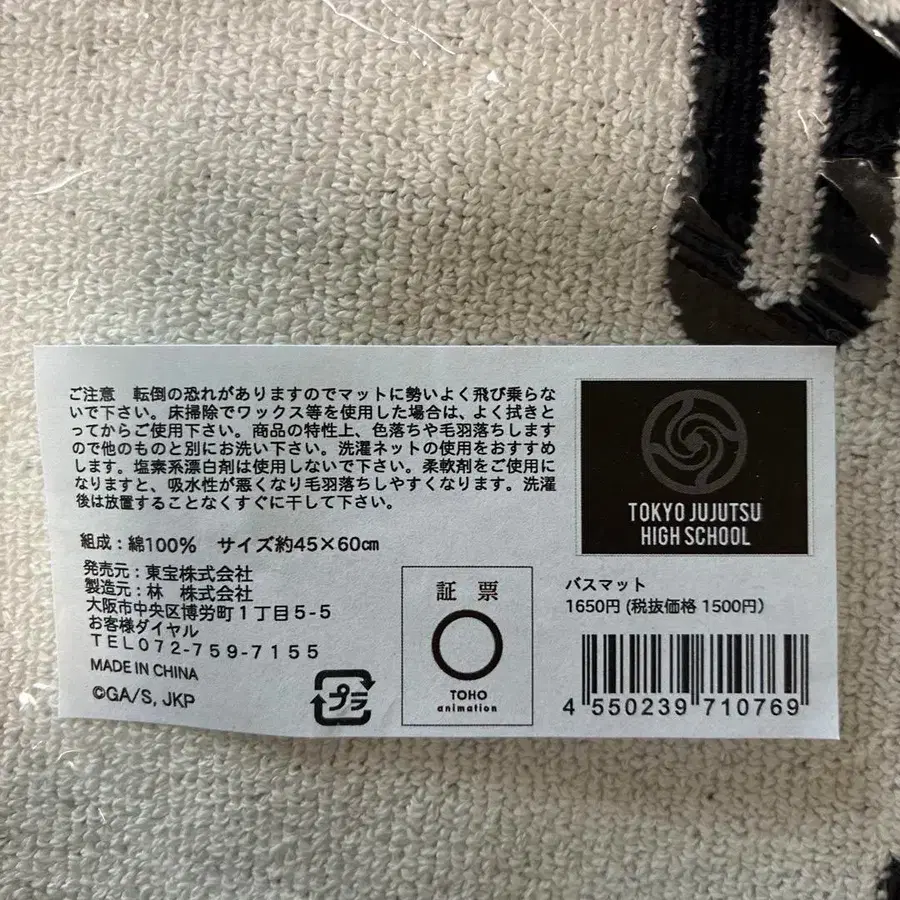 ご注意　転倒の恐れがありますのでマットに勢いよく飛び乗らな
いで下さい。床掃除でワックス等を使用した場合は、よく拭きと
ってからご使用下さい。商品の特性上、色落ちや毛羽落ちします
ので他のものと別にお洗い下さい。洗濯ネットの使用をおすすめ
します。塩素系漂白剤は使用しないで下さい。柔軟剤をご使用に
なりますと、吸水性が悪くなり毛羽落ちしやすくなります。洗濯
後は放置することなくすぐに干して下さい。
組成：綿100％　サイズ約45×60㎝
発売元：東宝株式会社
製造元：林　株式会社
大阪市中央区博労町1丁目5-5
お客様ダイヤル
TEL072-759-7155
MADE IN CHINA
©GA/S, JKP
プラ
証票
TOHO
animation
TOKYO JUJUTSU
HIGH SCHOOL
バスマット
1650円 (税抜価格 1500円)
4 550239 710769